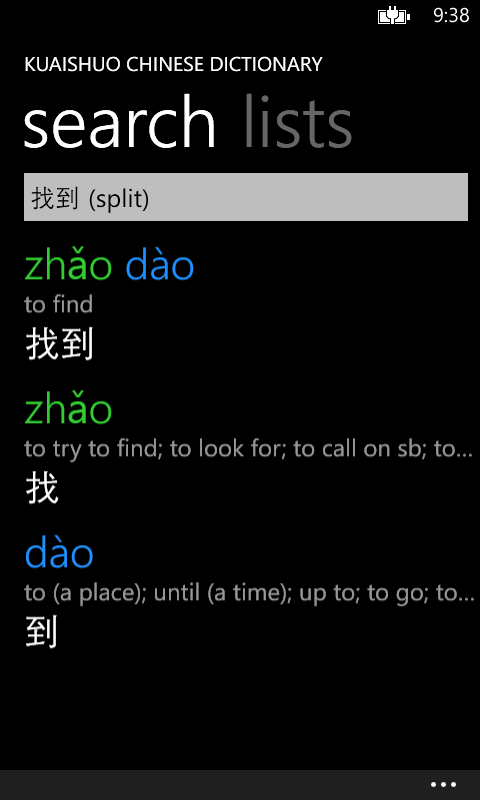 9:38
KUAISHUO CHINESE DICTIONARY
search lists
找到 (split)
zhǎo dào
to find
找到
zhǎo
to try to find; to look for; to call on sb; to...
找
dào
to (a place); until (a time); up to; to go; to...
到